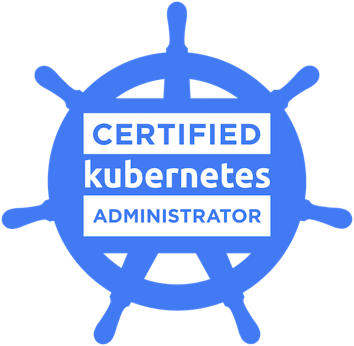 CERTIFIED
kubernetes
ADMINISTRATOR